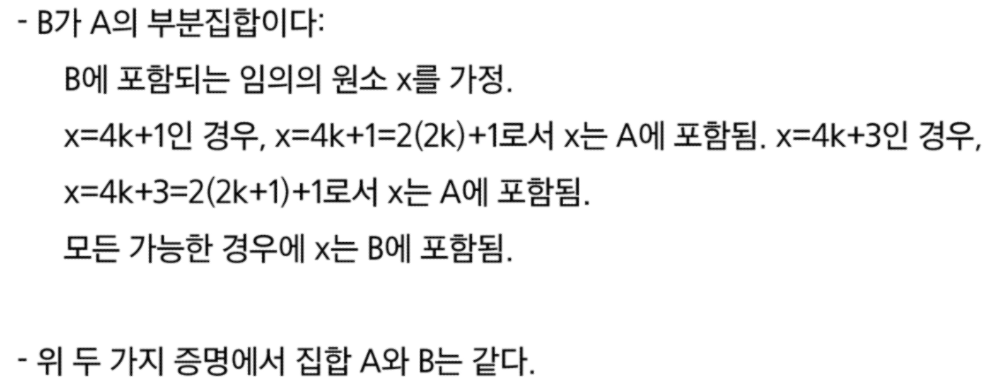 - B가 A의 부분집합이다:
B에 포함되는 임의의 원소 x를 가정.
x=4k+1인 경우, x=4k+1=2(2k)+1로서 x는 A에 포함됨. x=4k+3인 경우,
x=4k+3=2(2k+1)+1로서 x는 A에 포함됨.
모든 가능한 경우에 x는 B에 포함됨.
- 위 두 가지 증명에서 집합 A와 B는 같다.